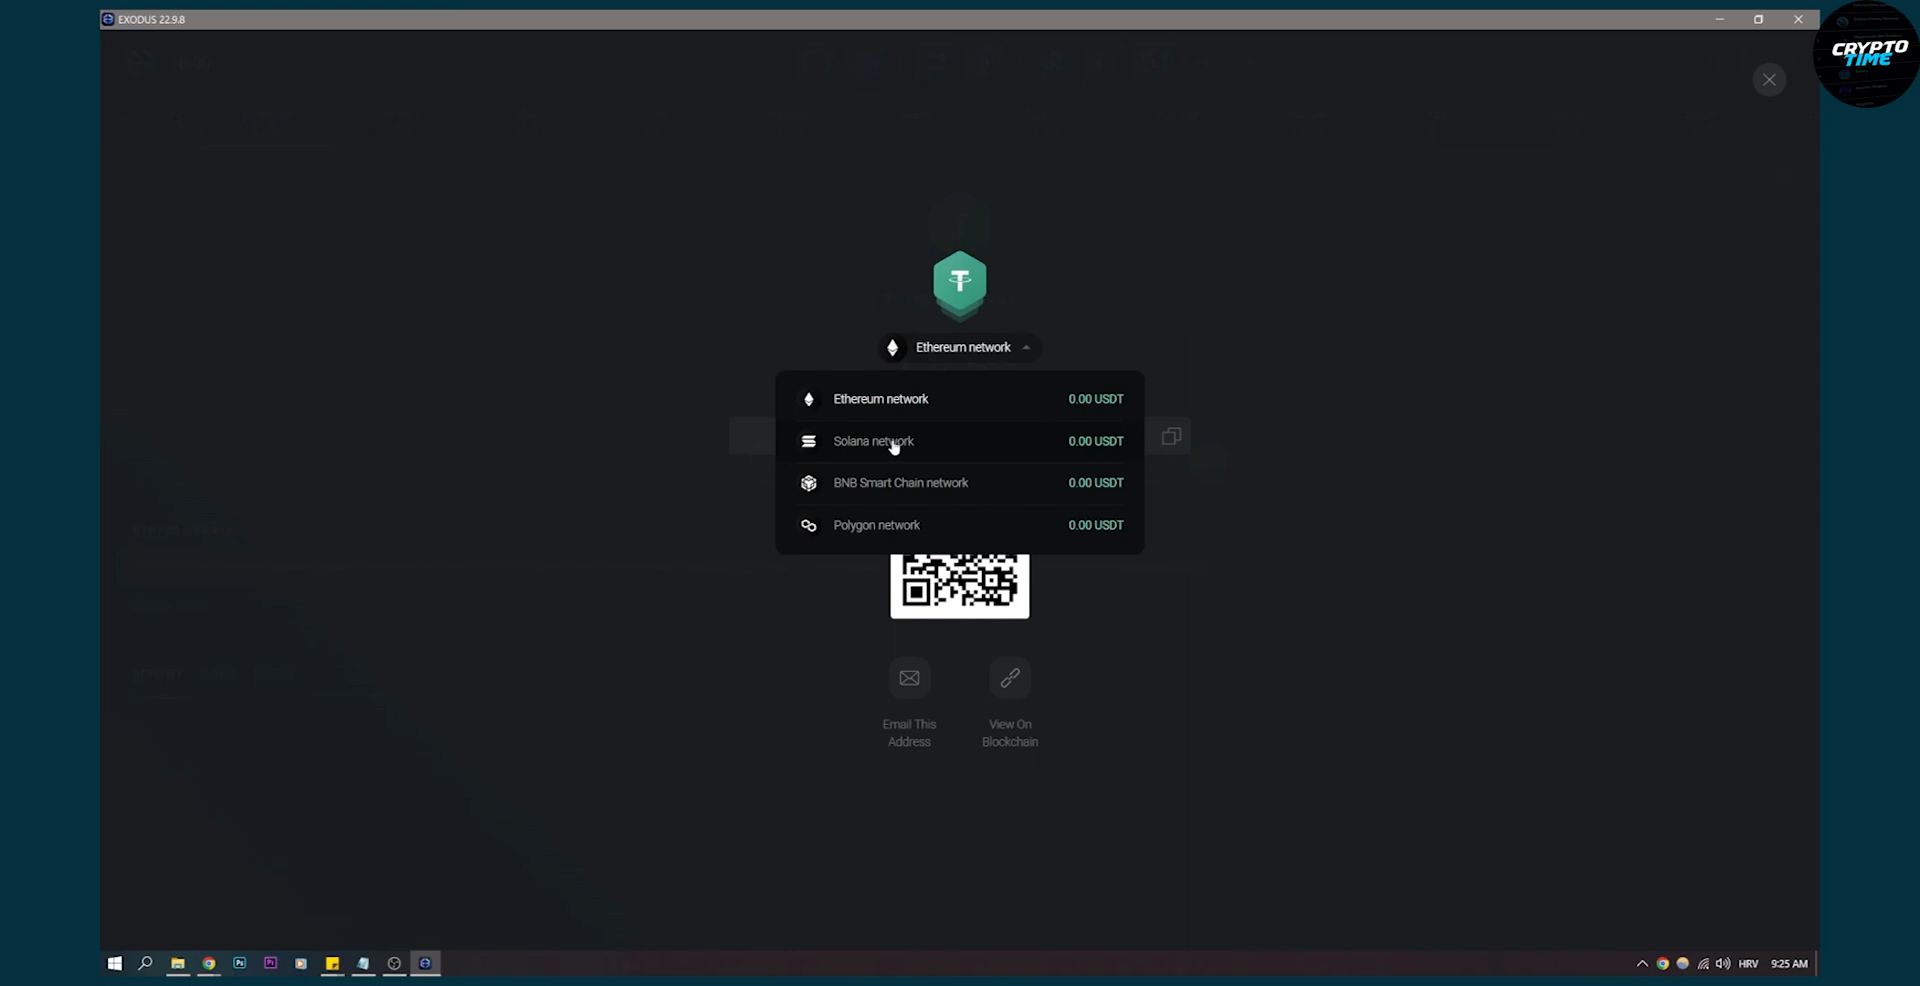 EXODUS 22.9.8
CRYPTO
TIME
Ethereum network
Ethereum network 0.00 USDT
Solana network 0.00 USDT
BNB Smart Chain network 0.00 USDT
Polygon network 0.00 USDT
Email This
Address
View On
Blockchain
Ps
Pr
HRV
9:25 AM